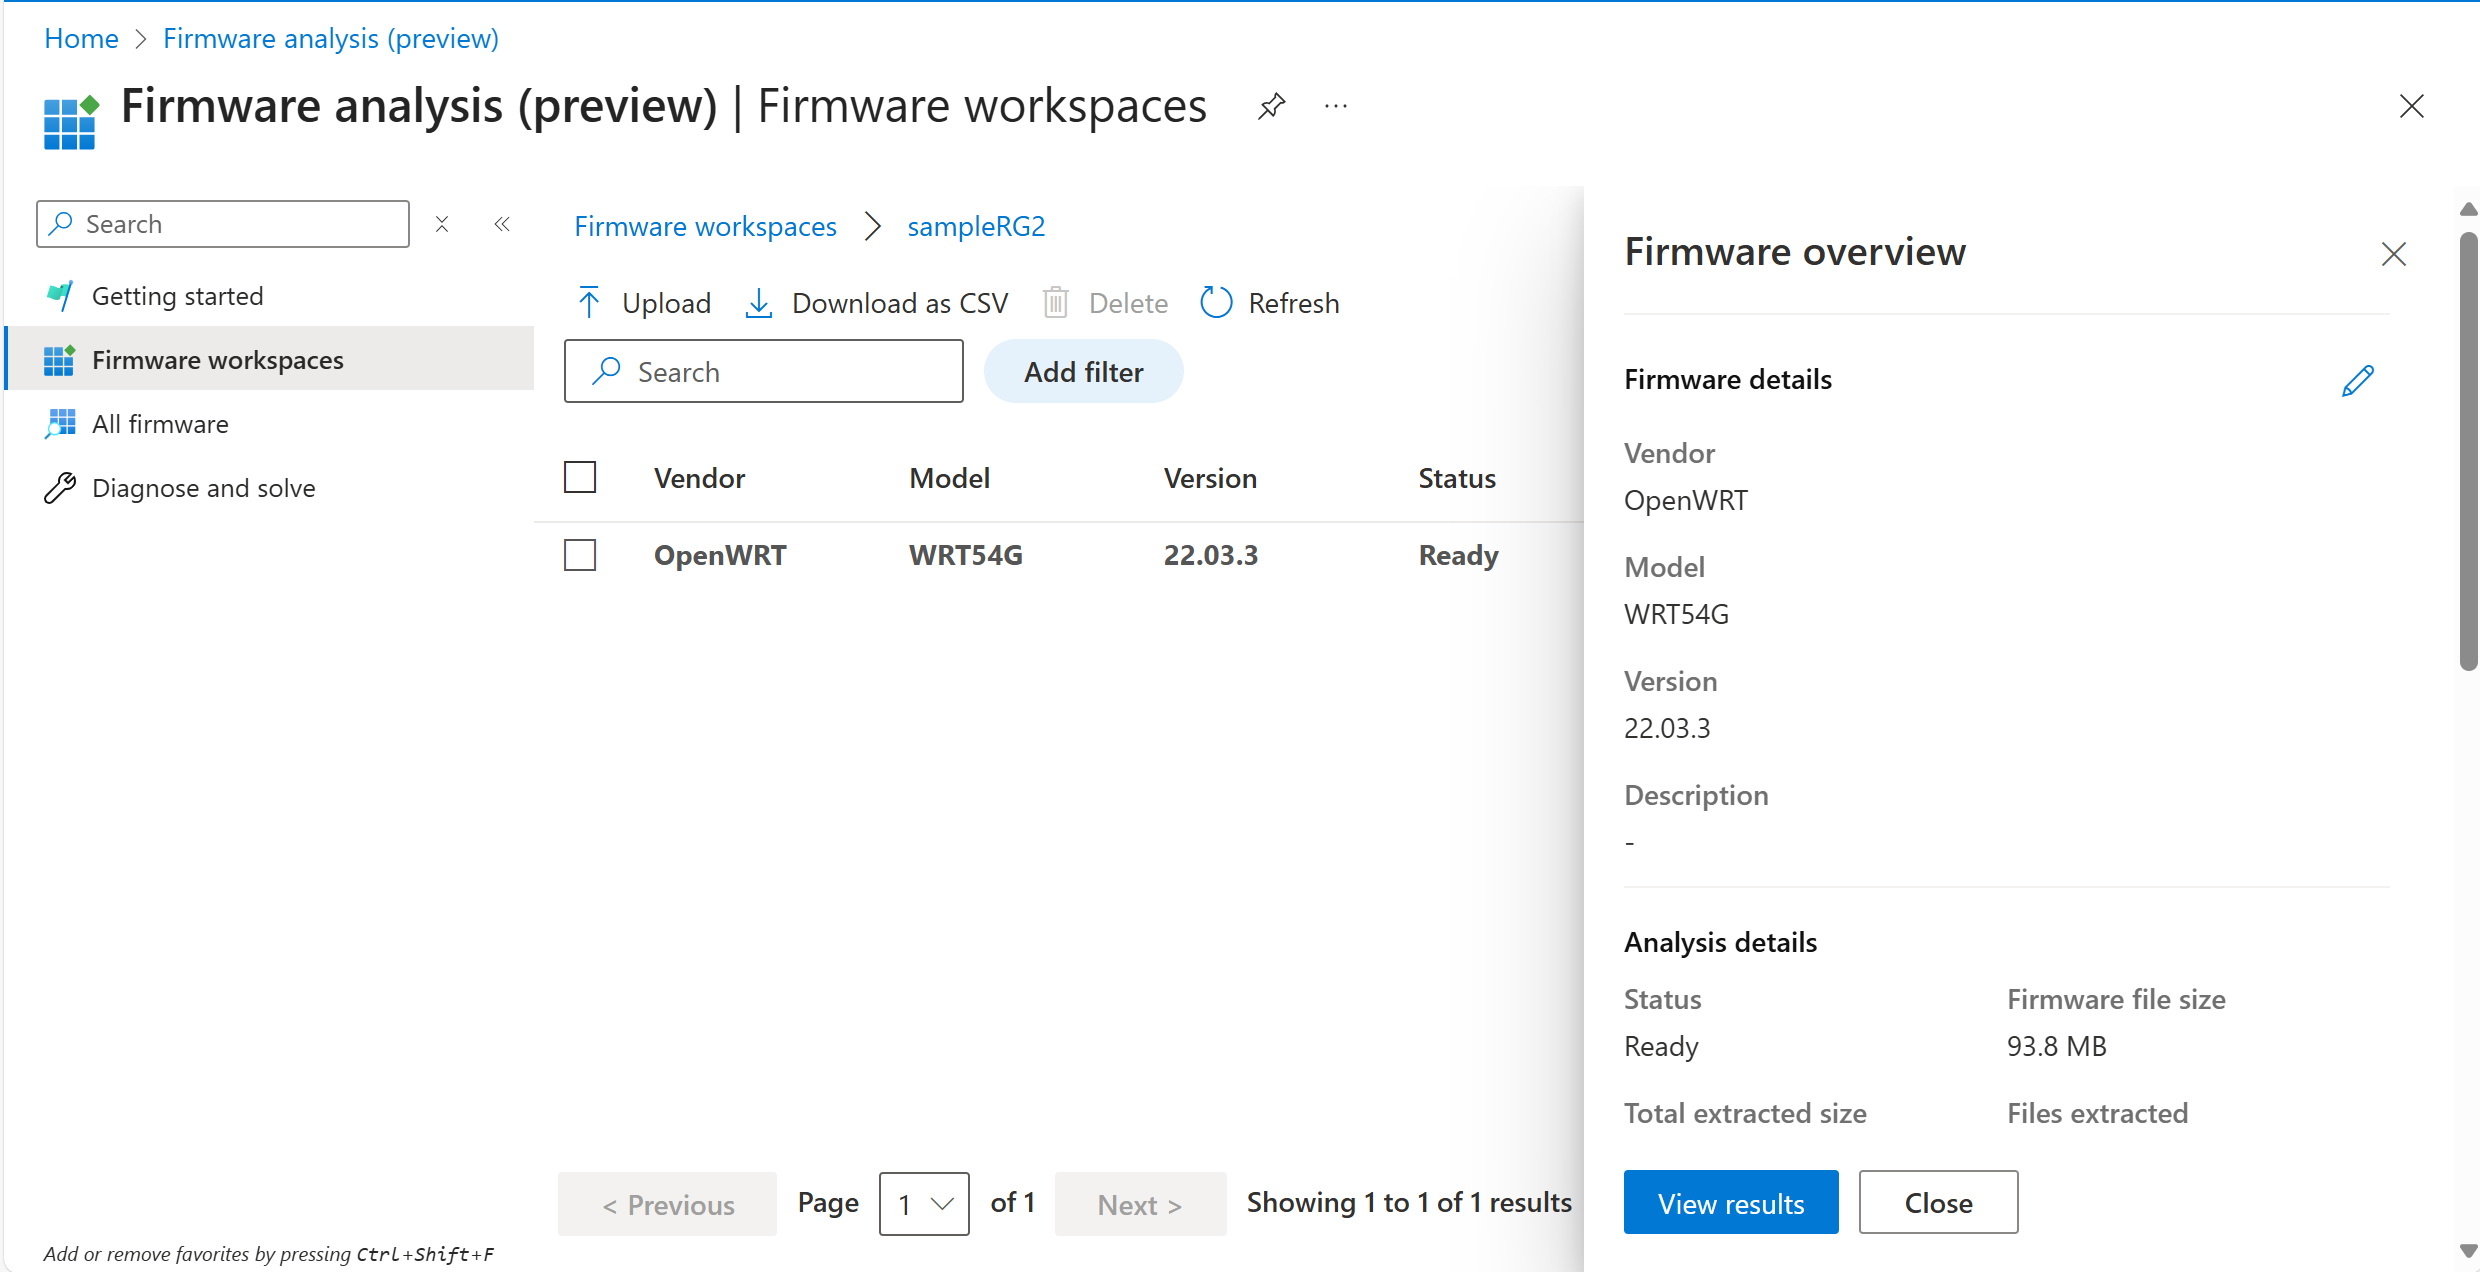 Home > Firmware analysis (preview)
Firmware analysis (preview) | Firmware workspaces
Search
Getting started
Firmware workspaces
All firmware
Diagnose and solve
Add or remove favorites by pressing Ctrl+Shift+F
Firmware workspaces > sampleRG2
Upload Download as CSV Delete Refresh
Search Add filter
Vendor Model Version Status
OpenWRT WRT54G 22.03.3 Ready
< Previous Page 1 of 1 Next > Showing 1 to 1 of 1 results
Firmware overview
Firmware details
Vendor
OpenWRT
Model
WRT54G
Version
22.03.3
Description
-
Analysis details
Status Firmware file size
Ready 93.8 MB
Total extracted size Files extracted
View results Close